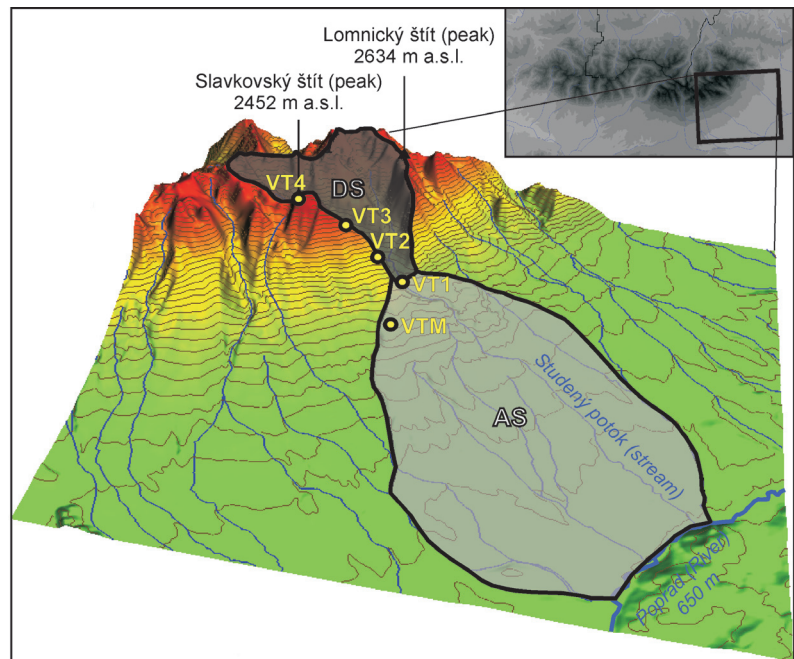 Lomnický štít (peak)
2634 m a.s.l.
Slavkovský štít (peak)
2452 m a.s.l.
VT4
DS
VT3
VT2
VT1
VTM
AS
Studený potok (stream)
Poprad (River)
650 m